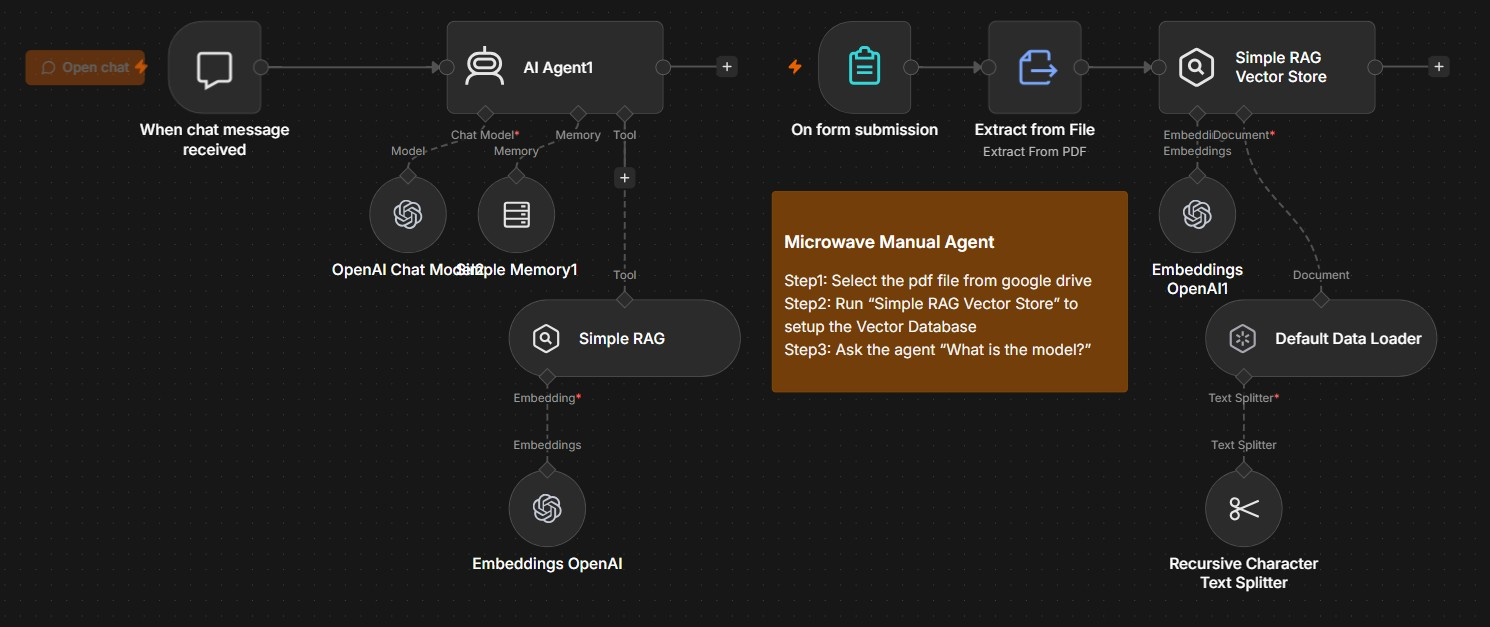 Open chat
When chat message
received
AI Agent1
Chat Model*
Memory
Tool
Model
Memory
OpenAI Chat Model2
Simple Memory1
Tool
Simple RAG
Embedding*
Embeddings
Embeddings OpenAI
On form submission
Extract from File
Extract From PDF
Simple RAG
Vector Store
Document*
Embeddings
Embeddings
OpenAI1
Document
Default Data Loader
Text Splitter*
Text Splitter
Recursive Character
Text Splitter
Microwave Manual Agent
Step1: Select the pdf file from google drive
Step2: Run “Simple RAG Vector Store” to
setup the Vector Database
Step3: Ask the agent “What is the model?”